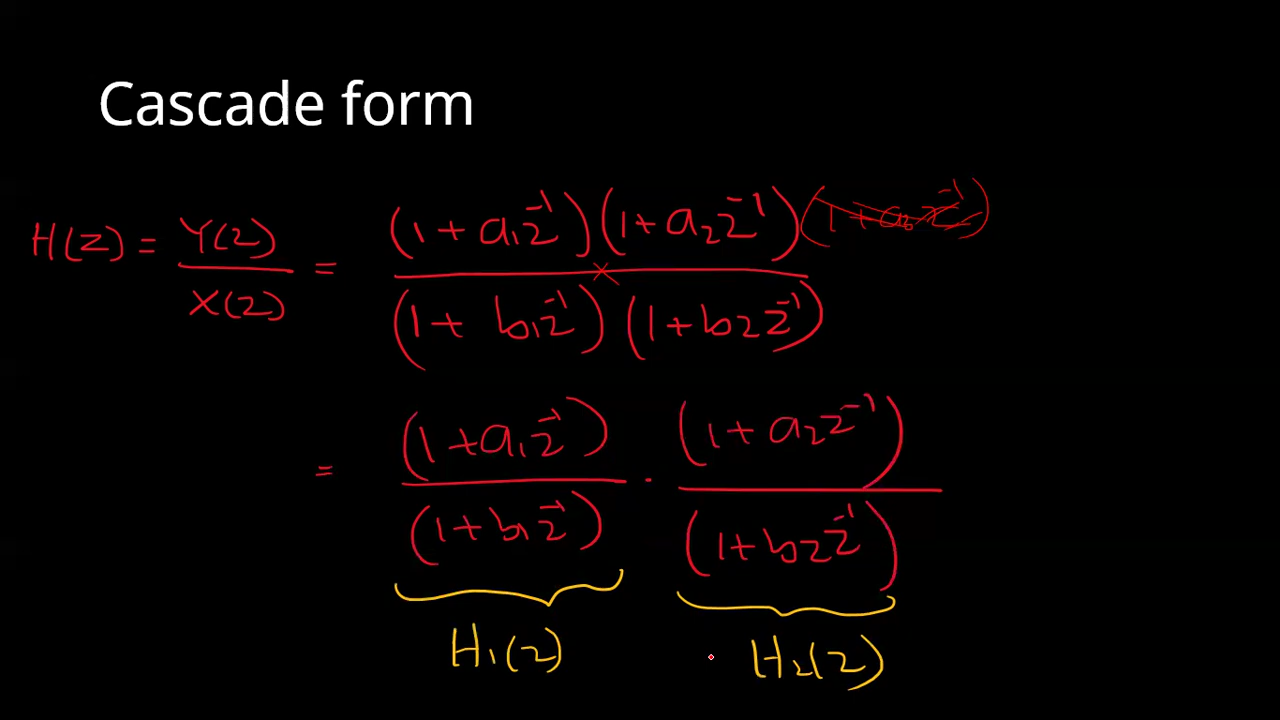 Cascade form
H(z) = Y(z)/X(z) = (1 + a₁z⁻¹)(1 + a₂z⁻¹) / (1 + b₁z⁻¹)(1 + b₂z⁻¹)
= (1 + a₁z⁻¹)/(1 + b₁z⁻¹) · (1 + a₂z⁻¹)/(1 + b₂z⁻¹)
H₁(z) H₂(z)